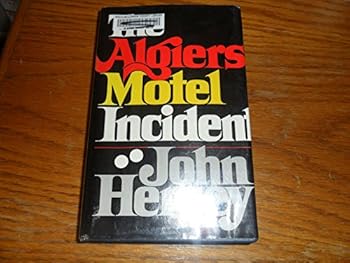 The
Algiers
Motel
Incident
John
Hersey